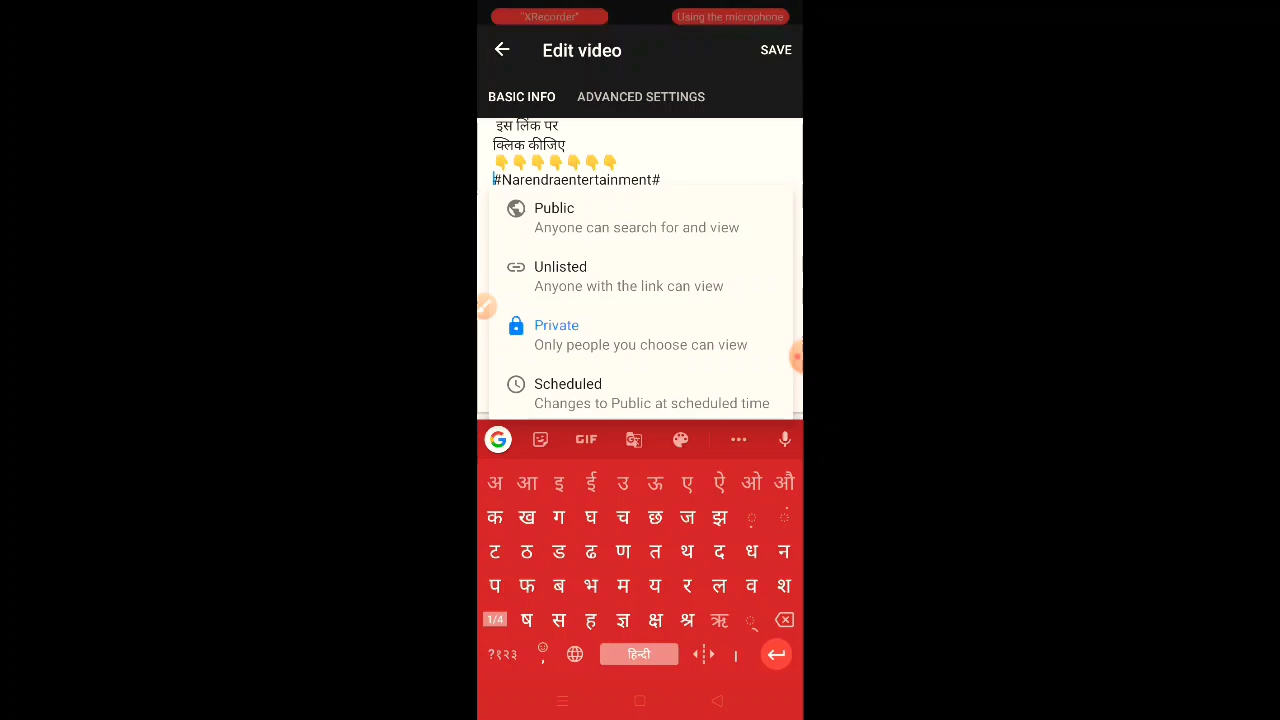 "XRecorder"
Using the microphone
Edit video
SAVE
BASIC INFO
ADVANCED SETTINGS
इस लिंक पर
क्लिक कीजिए
👇👇👇👇👇👇👇
#Narendraentertainment#
Public
Anyone can search for and view
Unlisted
Anyone with the link can view
Private
Only people you choose can view
Scheduled
Changes to Public at scheduled time
G GIF
अ आ इ ई उ ऊ ए ऐ ओ औ
क ख ग घ च छ ज झ ़ ं
ट ठ ड ढ ण त थ द ध न
प फ ब भ म य र ल व श
1/4 ष स ह ज्ञ क्ष श्र ऋ ्
?१२३ , हिन्दी ।